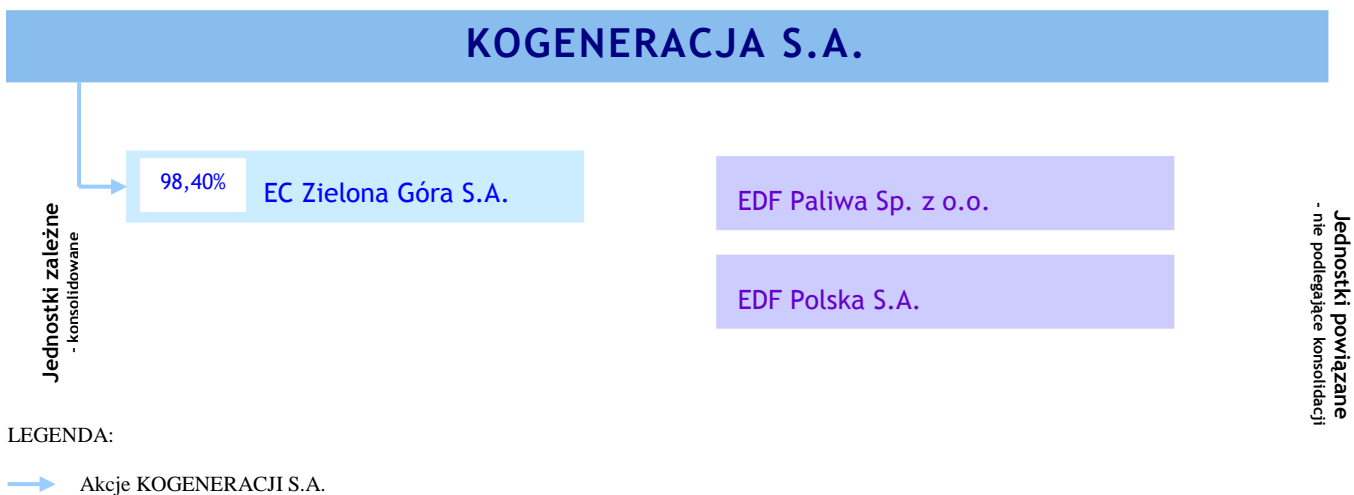 KOGENERACJA S.A.
98,40%
EC Zielona Góra S.A.
EDF Paliwa Sp. z o.o.
EDF Polska S.A.
Jednostki zależne
- konsolidowane
Jednostki powiązane
- nie podlegające konsolidacji
LEGENDA:
Akcje KOGENERACJI S.A.